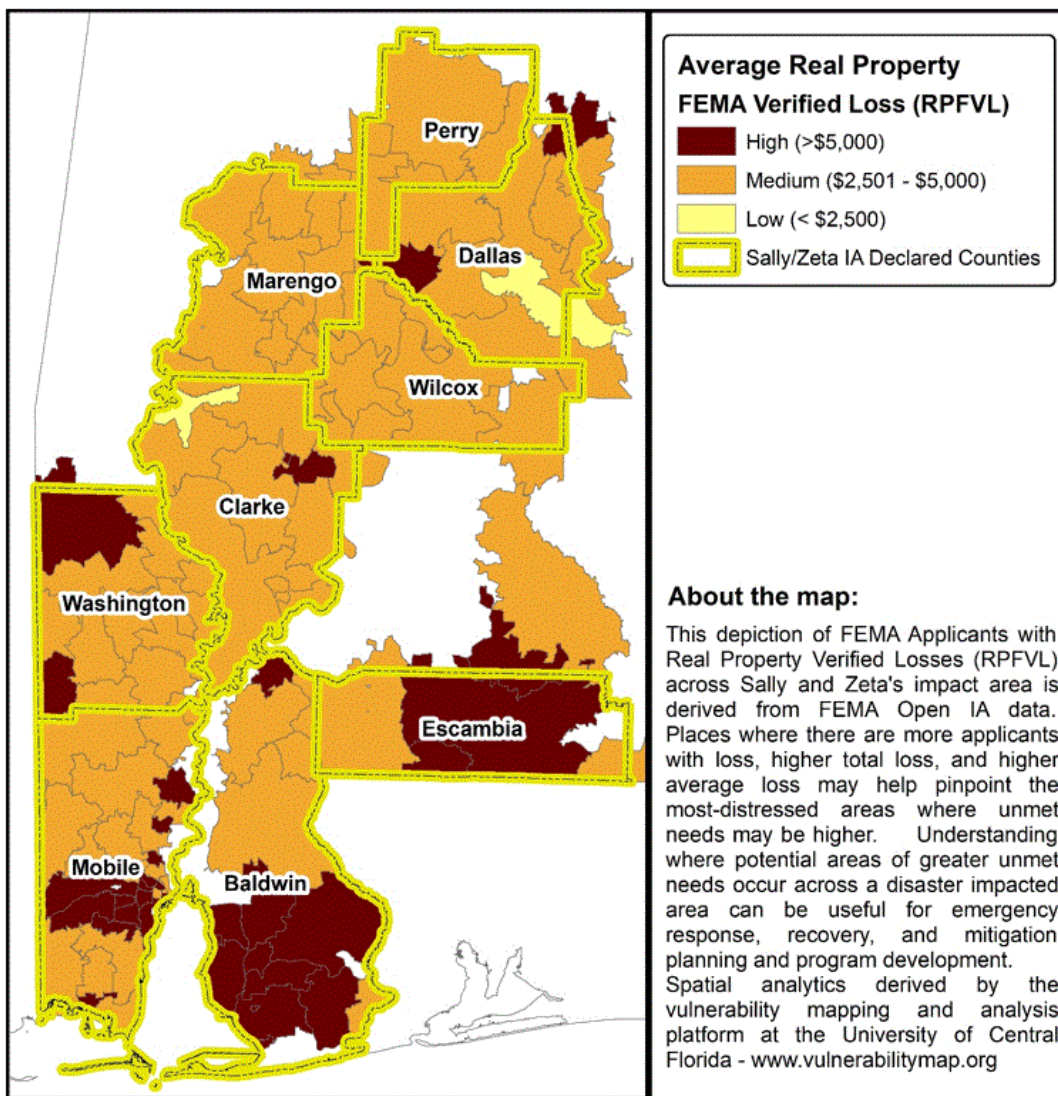 Average Real Property
FEMA Verified Loss (RPFVL)
High (>$5,000)
Medium ($2,501 - $5,000)
Low (< $2,500)
Sally/Zeta IA Declared Counties
Perry
Dallas
Marengo
Wilcox
Clarke
Washington
Escambia
Mobile
Baldwin
About the map:
This depiction of FEMA Applicants with
Real Property Verified Losses (RPFVL)
across Sally and Zeta's impact area is
derived from FEMA Open IA data.
Places where there are more applicants
with loss, higher total loss, and higher
average loss may help pinpoint the
most-distressed areas where unmet
needs may be higher. Understanding
where potential areas of greater unmet
needs occur across a disaster impacted
area can be useful for emergency
response, recovery, and mitigation
planning and program development.
Spatial analytics derived by the
vulnerability mapping and analysis
platform at the University of Central
Florida - www.vulnerabilitymap.org